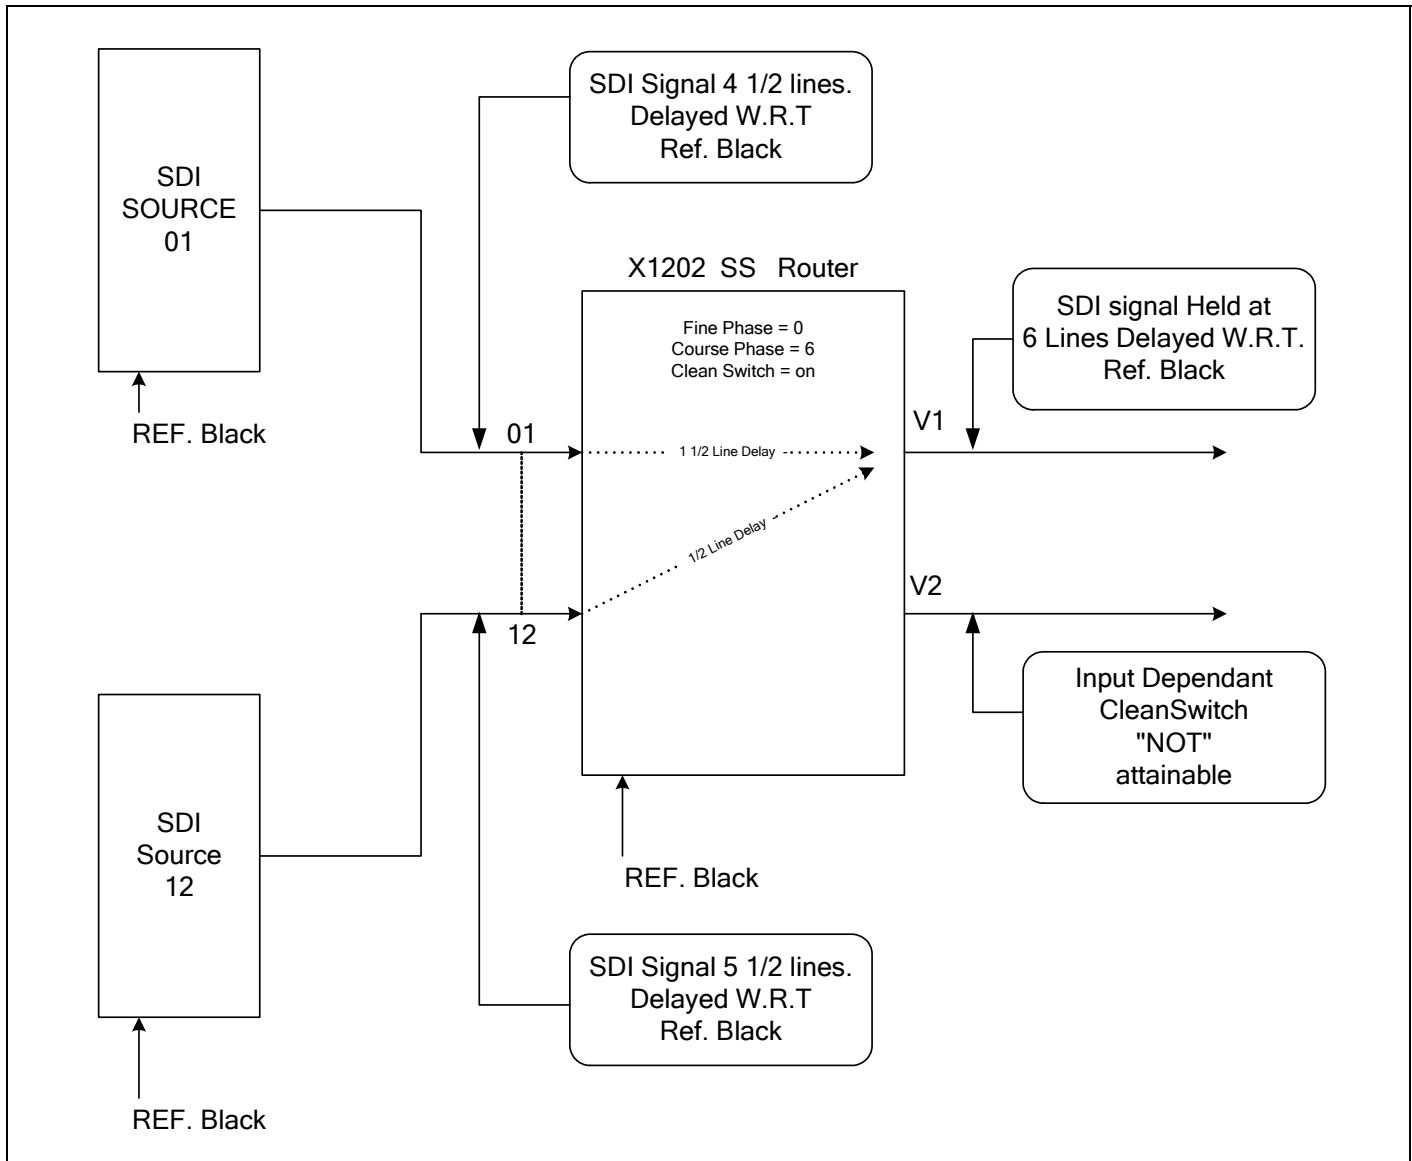 SDI
SOURCE
01
REF. Black
SDI Signal 4 1/2 lines.
Delayed W.R.T
Ref. Black
X1202 SS Router
Fine Phase = 0
Course Phase = 6
Clean Switch = on
SDI signal Held at
6 Lines Delayed W.R.T.
Ref. Black
01
1 1/2 Line Delay
V1
1/2 Line Delay
12
V2
Input Dependant
CleanSwitch
"NOT"
attainable
SDI
Source
12
REF. Black
REF. Black
SDI Signal 5 1/2 lines.
Delayed W.R.T
Ref. Black